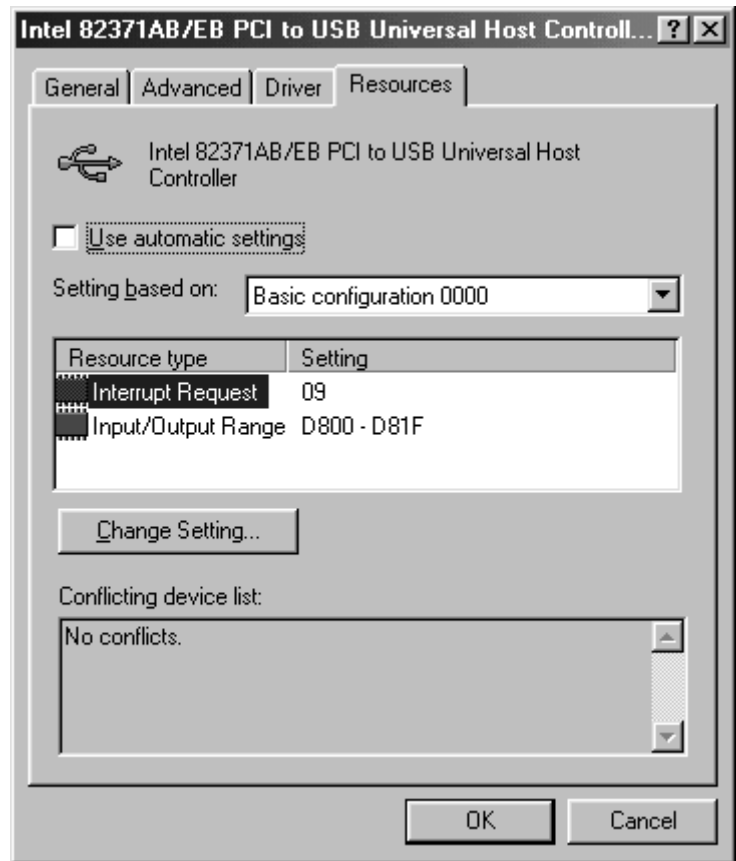 Intel 82371AB/EB PCI to USB Universal Host Controll... ? X
General Advanced Driver Resources
Intel 82371AB/EB PCI to USB Universal Host
Controller
Use automatic settings
Setting based on: Basic configuration 0000
Resource type Setting
Interrupt Request 09
Input/Output Range D800 - D81F
Change Setting...
Conflicting device list:
No conflicts.
OK Cancel